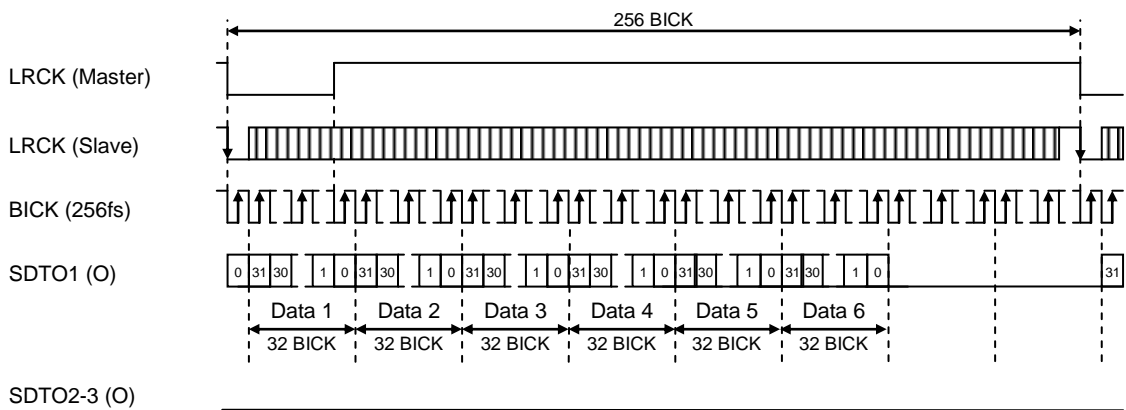 256 BICK
LRCK (Master)
LRCK (Slave)
BICK (256fs)
SDTO1 (O)
0 31 30 1 0 31 30 1 0 31 30 1 0 31 30 1 0 31 30 1 0 31 30 1 0 31
Data 1 Data 2 Data 3 Data 4 Data 5 Data 6
32 BICK 32 BICK 32 BICK 32 BICK 32 BICK 32 BICK
SDTO2-3 (O)